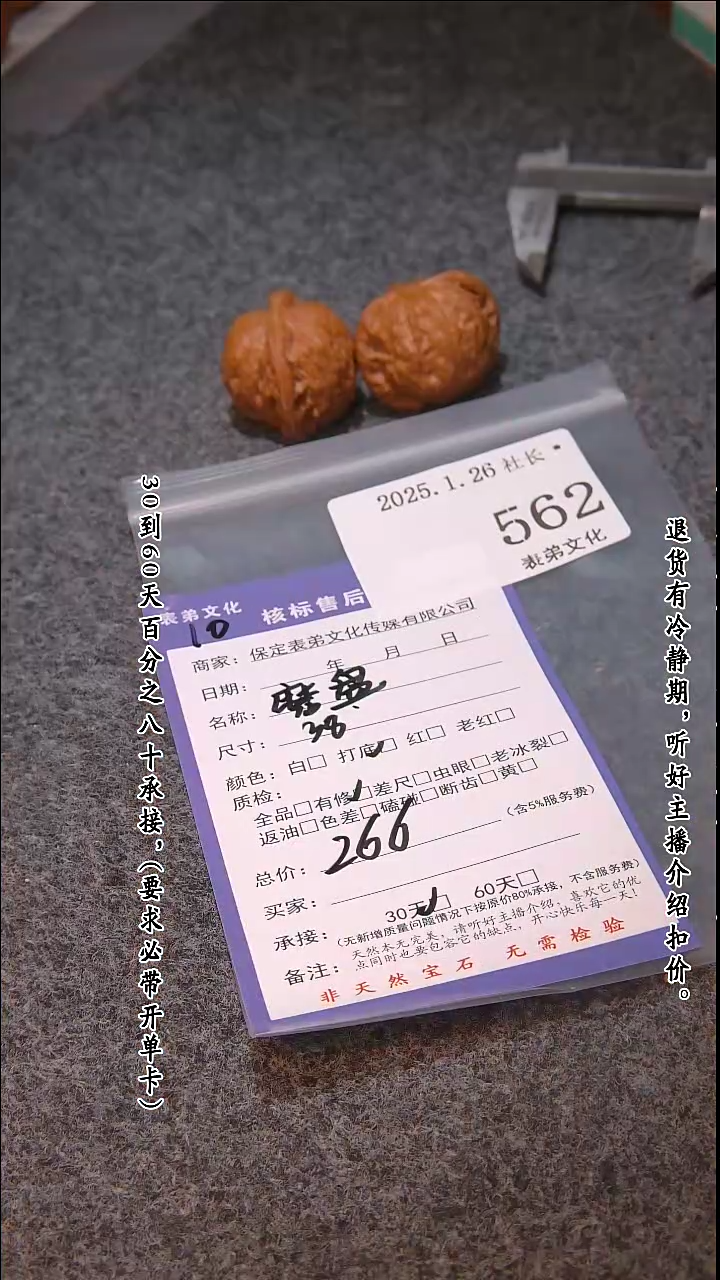 2025.1.26 社长
562
表弟文化
表弟文化 核标售后
10
商家：保定表弟文化传媒有限公司
日期： 年 月 日
名称：磨盘
尺寸：38.
颜色：白□ 打底□ 红□ 老红□
质检：
全品□有修□差尺□虫眼□老冰裂□
返油□色差□磕碰□断齿□黄□
总价：266 (含5%服务费)
买家：
承接：30天□ 60天□
(无新增质量问题情况下按原价80%承接，不含服务费)
备注：天然本无完美，请听好主播介绍，喜欢它的优
点同时也要包容它的缺点，开心快乐每一天！
非天然宝石 无需检验
30到60天百分之八十承接，(要求必带开单卡)
退货有冷静期，听好主播介绍扣价。